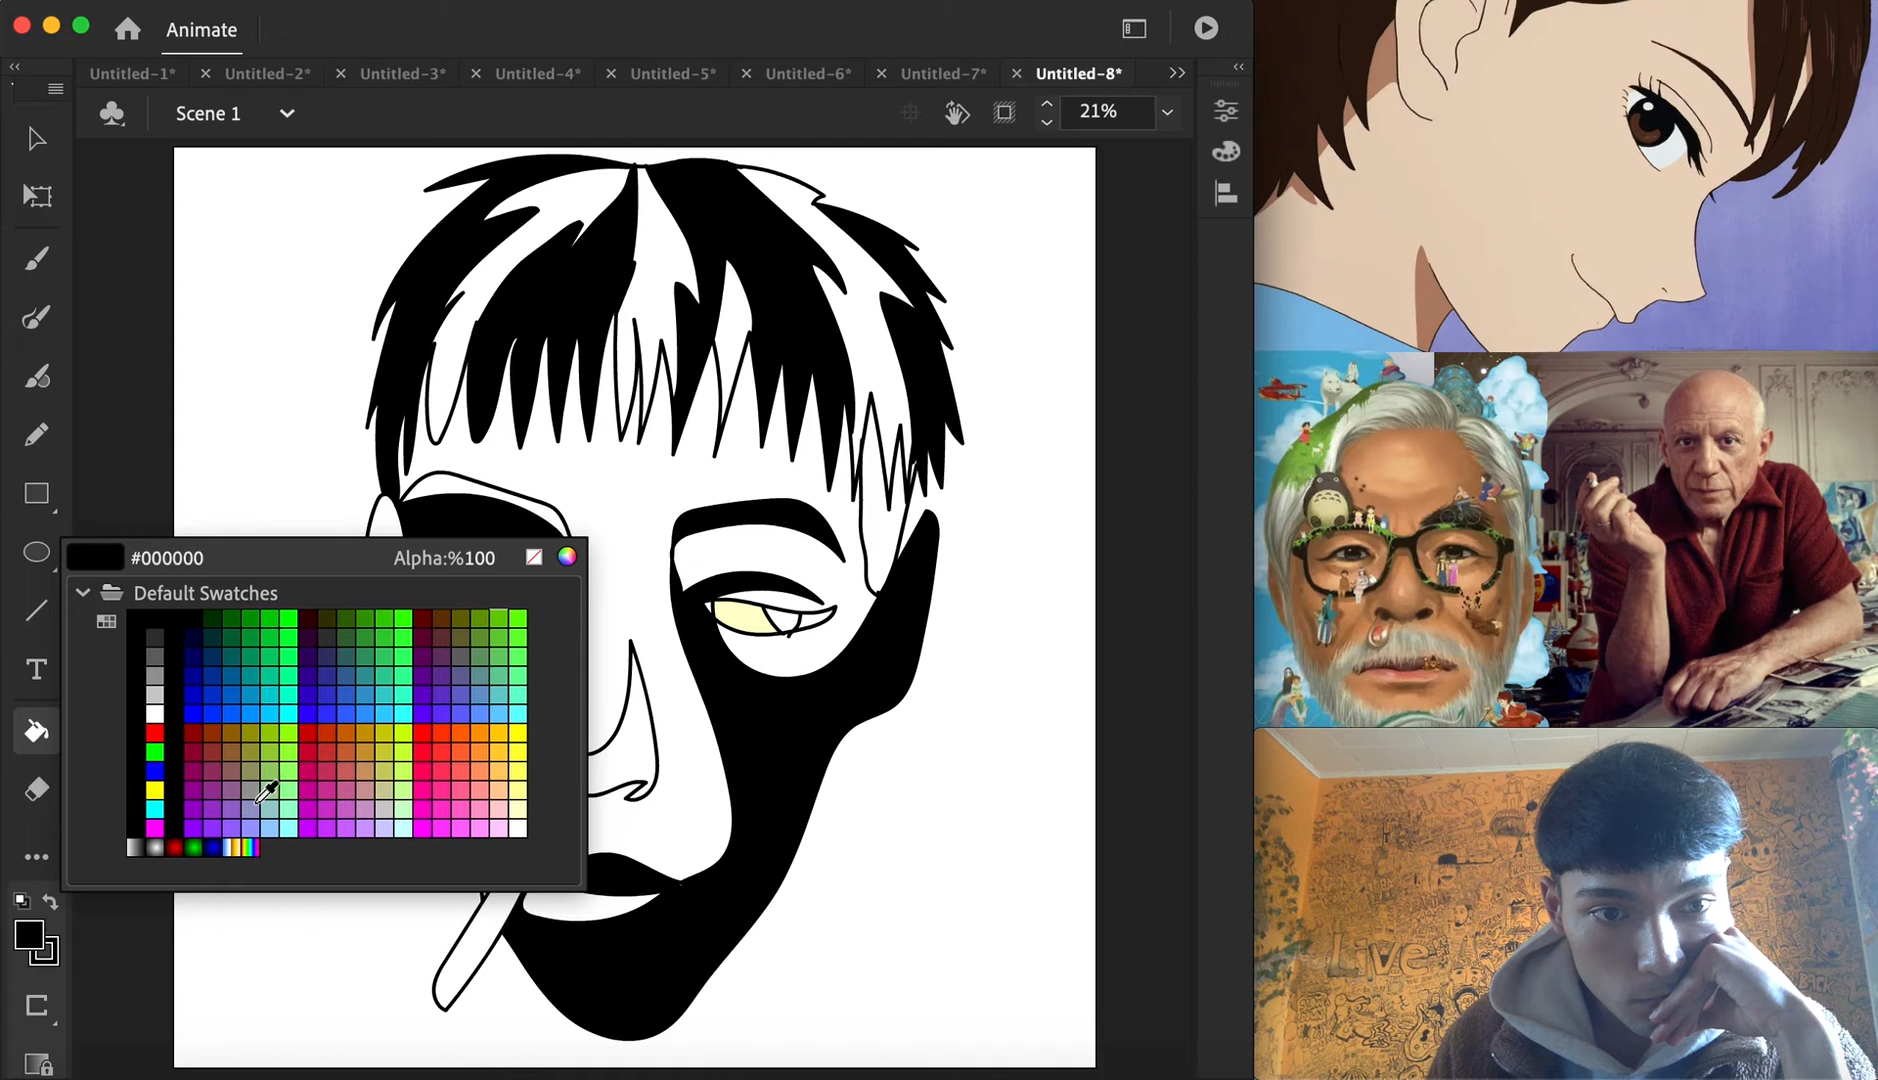 Animate
Untitled-1*
Untitled-2*
Untitled-3*
Untitled-4*
Untitled-5*
Untitled-6*
Untitled-7*
Untitled-8*
Scene 1
21%
#000000
Alpha:%100
Default Swatches
T
Live